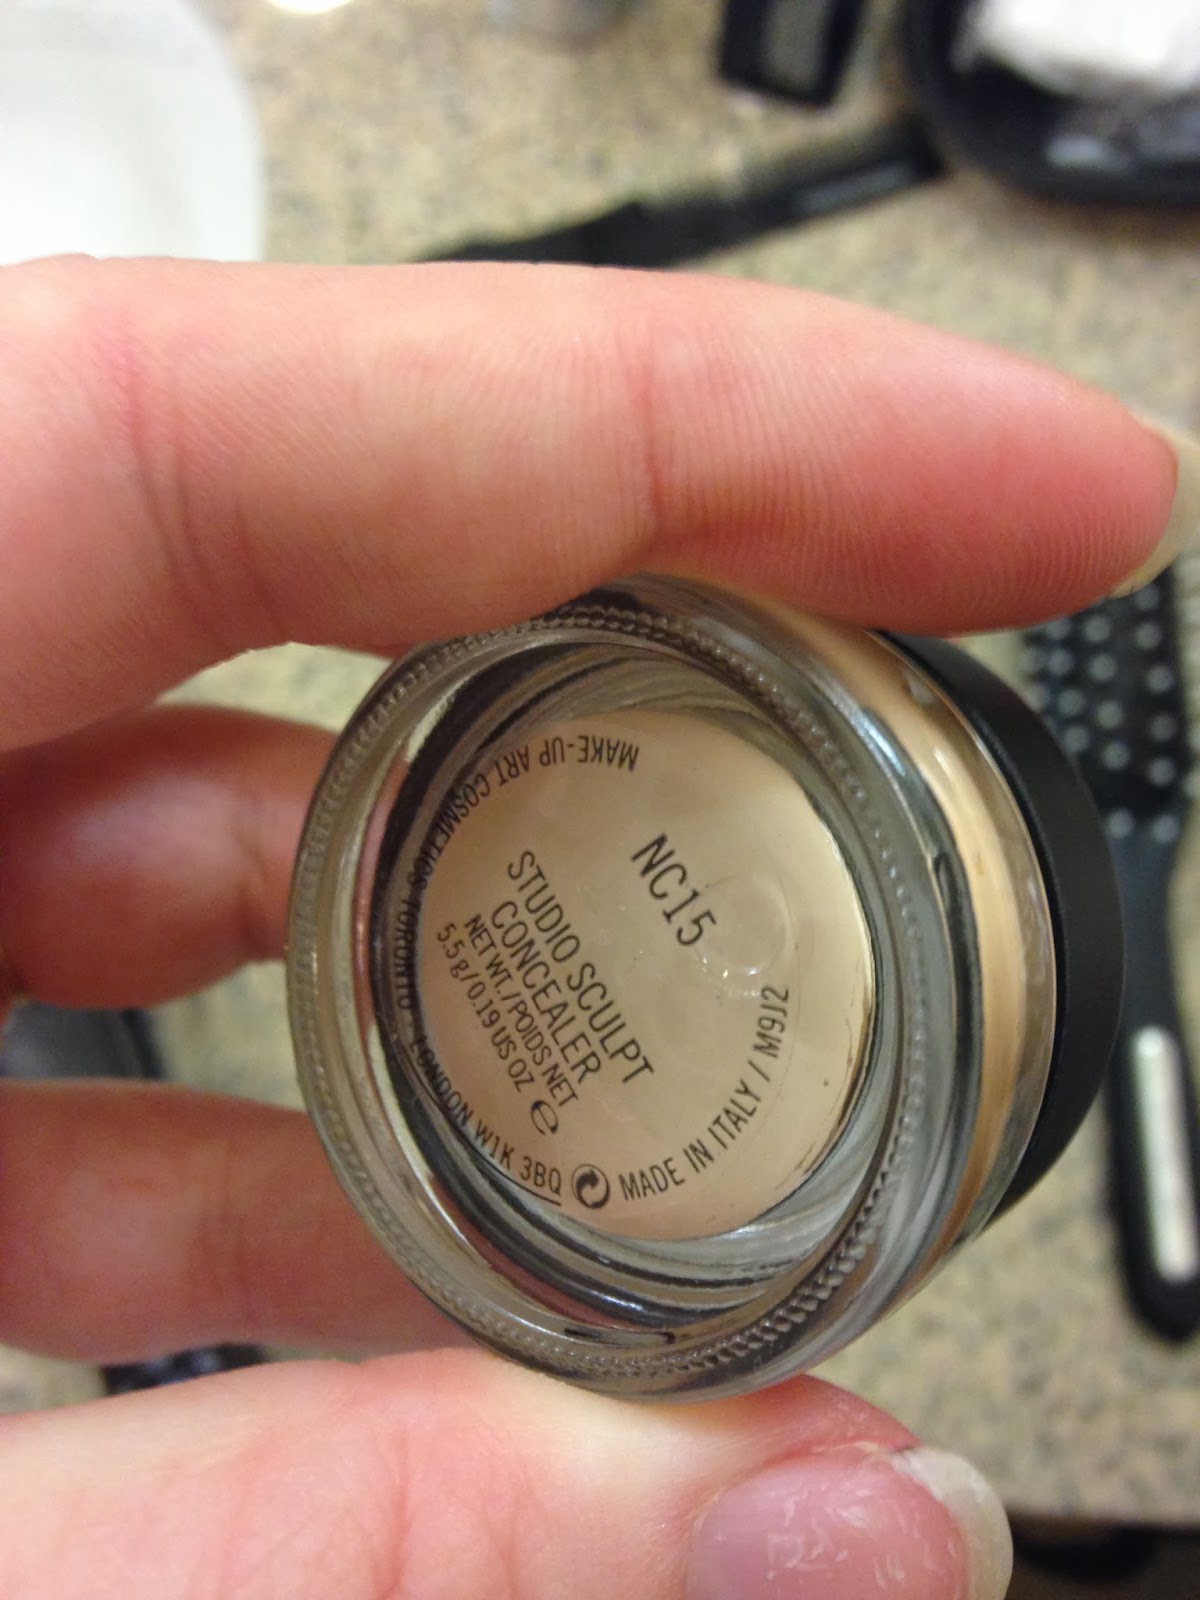 NC15
STUDIO SCULPT
CONCEALER
NET WT./POIDS NET
5.5 g/0.19 US OZ e
MAKE-UP ART COSMETICS TORONTO, LONDON W1K 3BQ
MADE IN ITALY / M9J2